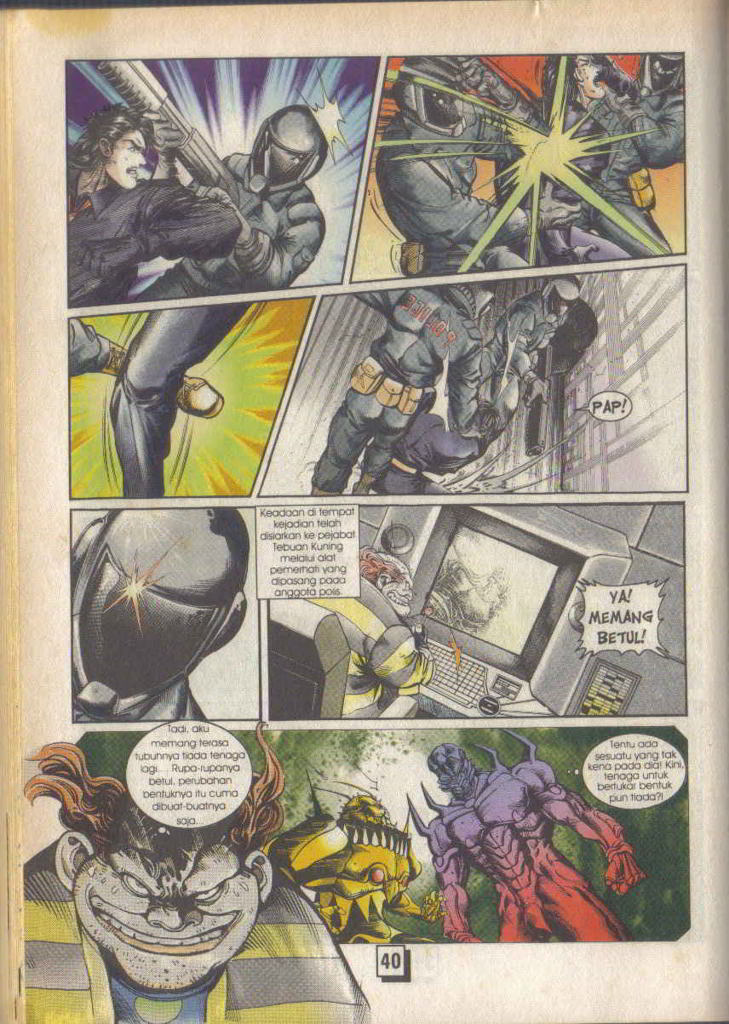 330109
PAP!
Keadaan di tempat
kejadian telah
disiarkan ke pejabat
Tebuan Kuning
melalui alat
pemerhati yang
dipasang pada
anggota polis.
YA!
MEMANG
BETUL!
Tadi, aku
memang terasa
tubuhnya tiada tenaga
lagi... Rupa-rupanya
betul, perubahan
bentuknya itu cuma
dibuat-buatnya
saja...
Tentu ada
sesuatu yang tak
kena pada dia! Kini,
tenaga untuk
bertukar bentuk
pun tiada?!
40